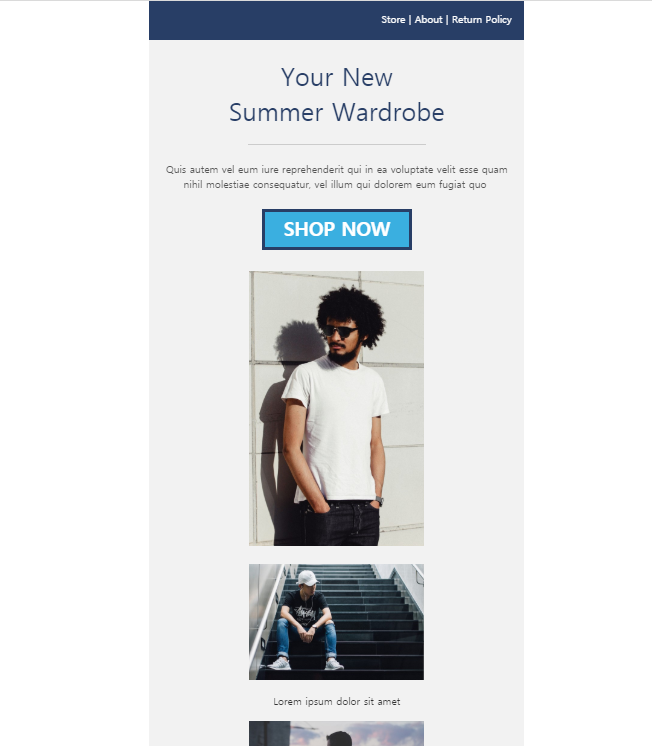 Store | About | Return Policy
Your New
Summer Wardrobe
Quis autem vel eum iure reprehenderit qui in ea voluptate velit esse quam
nihil molestiae consequatur, vel illum qui dolorem eum fugiat quo
SHOP NOW
Lorem ipsum dolor sit amet